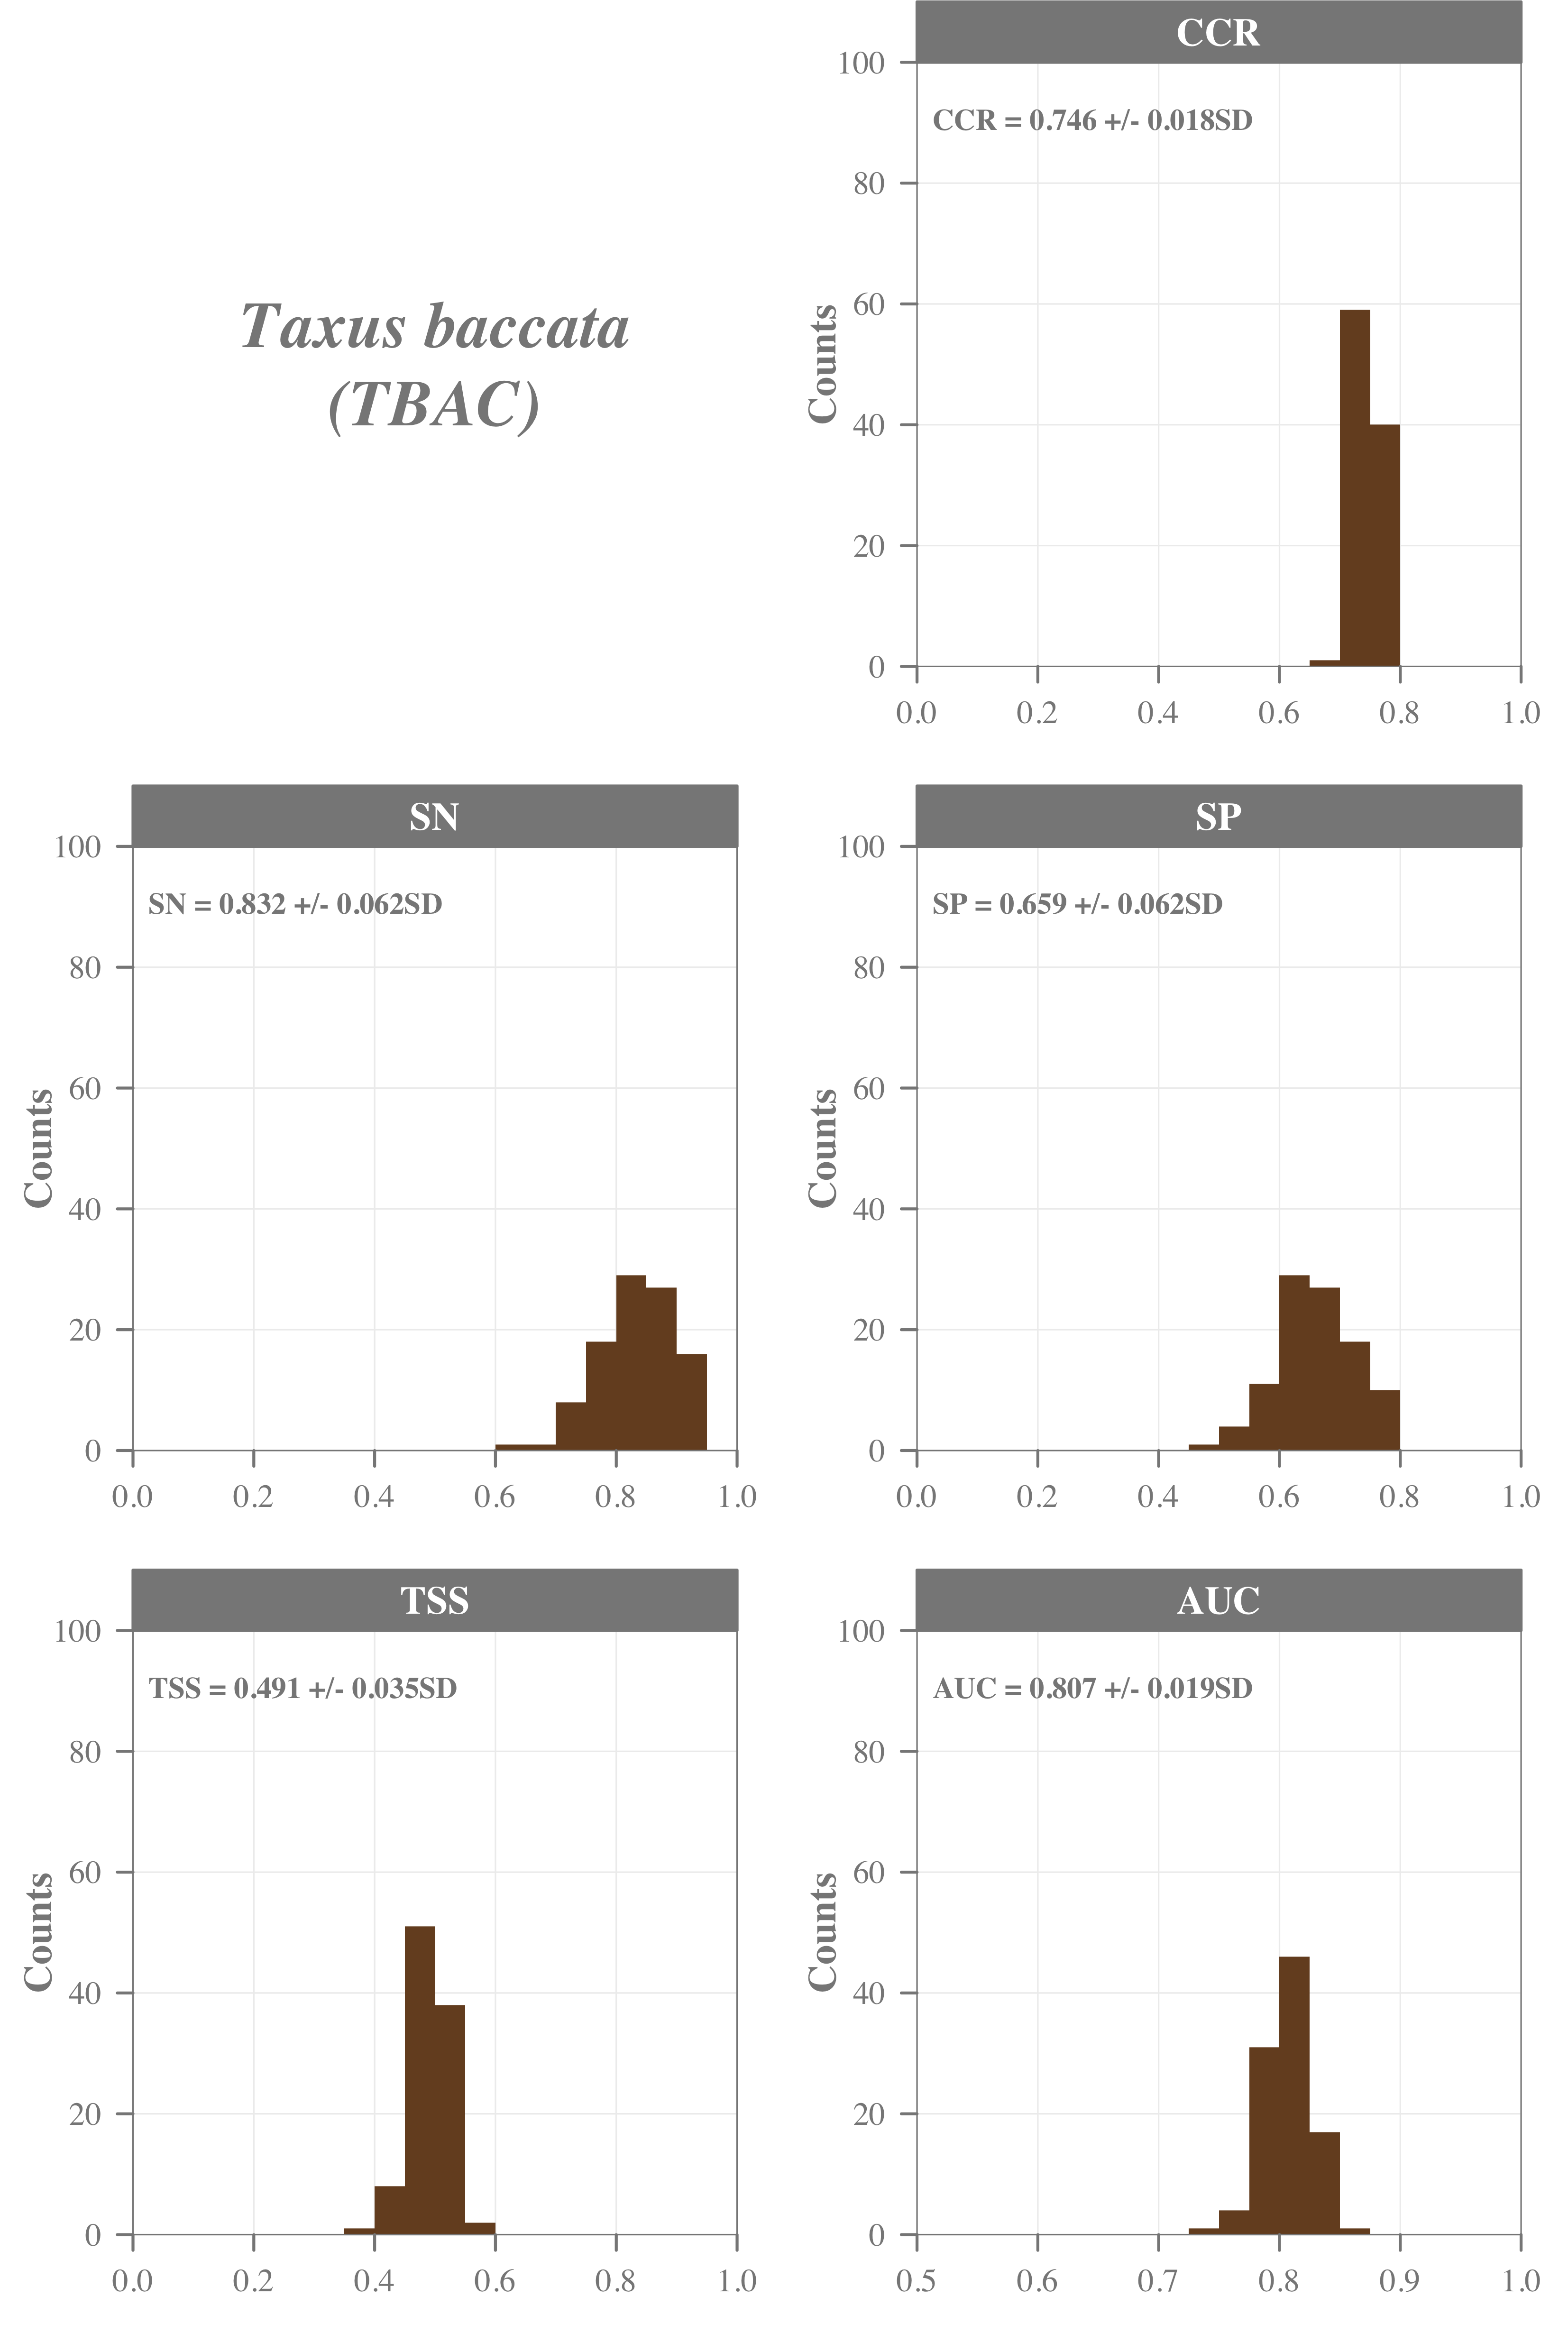 CCR
100
CCR = 0.746 +/- 0.018SD
80
60
Counts
40
20
0
0.0 0.2 0.4 0.6 0.8 1.0
Taxus baccata
(TBAC)
SN
100
SN = 0.832 +/- 0.062SD
80
60
Counts
40
20
0
0.0 0.2 0.4 0.6 0.8 1.0
SP
100
SP = 0.659 +/- 0.062SD
80
60
Counts
40
20
0
0.0 0.2 0.4 0.6 0.8 1.0
TSS
100
TSS = 0.491 +/- 0.035SD
80
60
Counts
40
20
0
0.0 0.2 0.4 0.6 0.8 1.0
AUC
100
AUC = 0.807 +/- 0.019SD
80
60
Counts
40
20
0
0.5 0.6 0.7 0.8 0.9 1.0